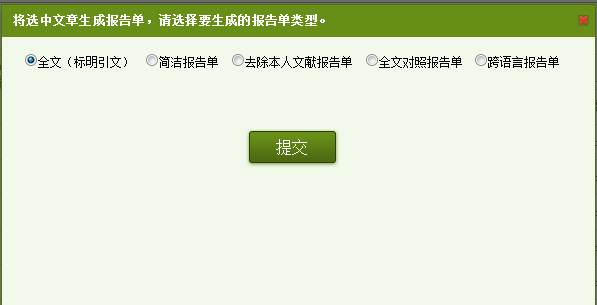 将选中文章生成报告单，请选择要生成的报告单类型。
全文（标明引文） 简洁报告单 去除本人文献报告单 全文对照报告单 跨语言报告单
提交